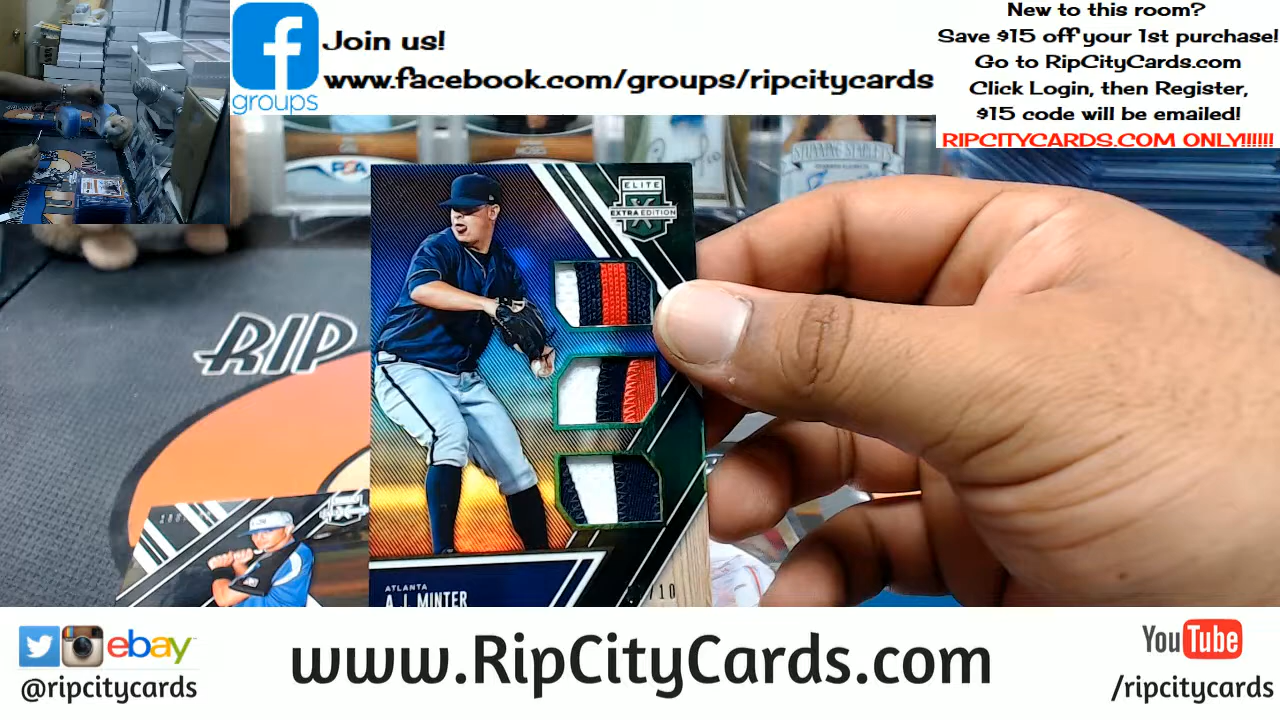 Join us!
www.facebook.com/groups/ripcitycards
groups
New to this room?
Save $15 off your 1st purchase!
Go to RipCityCards.com
Click Login, then Register,
$15 code will be emailed!
RIPCITYCARDS.COM ONLY!!!!!!
PSA
ELITE
X
EXTRA EDITION
RIP
ATLANTA
A.J. MINTER
/10
ebay
@ripcitycards
www.RipCityCards.com
YouTube
/ripcitycards